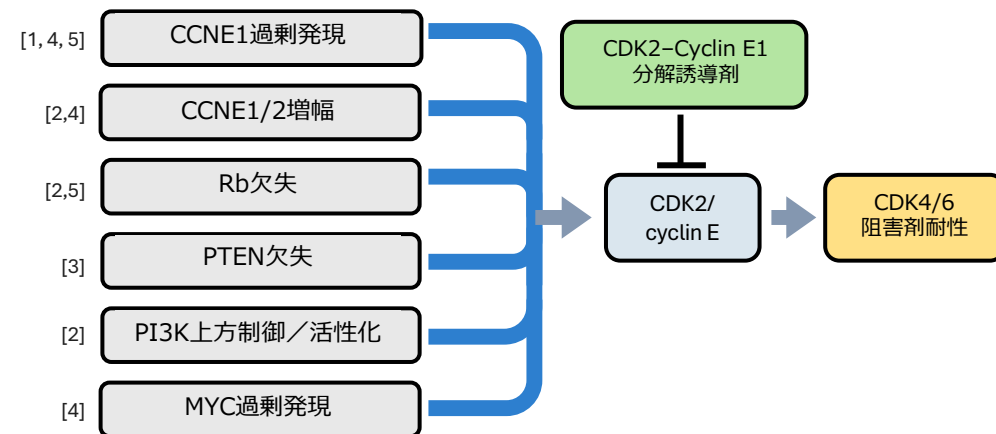 [1, 4, 5]
CCNE1過剰発現
[2,4]
CCNE1/2増幅
[2,5]
Rb欠失
[3]
PTEN欠失
[2]
PI3K上方制御／活性化
[4]
MYC過剰発現
CDK2–Cyclin E1
分解誘導剤
CDK2/
cyclin E
CDK4/6
阻害剤耐性